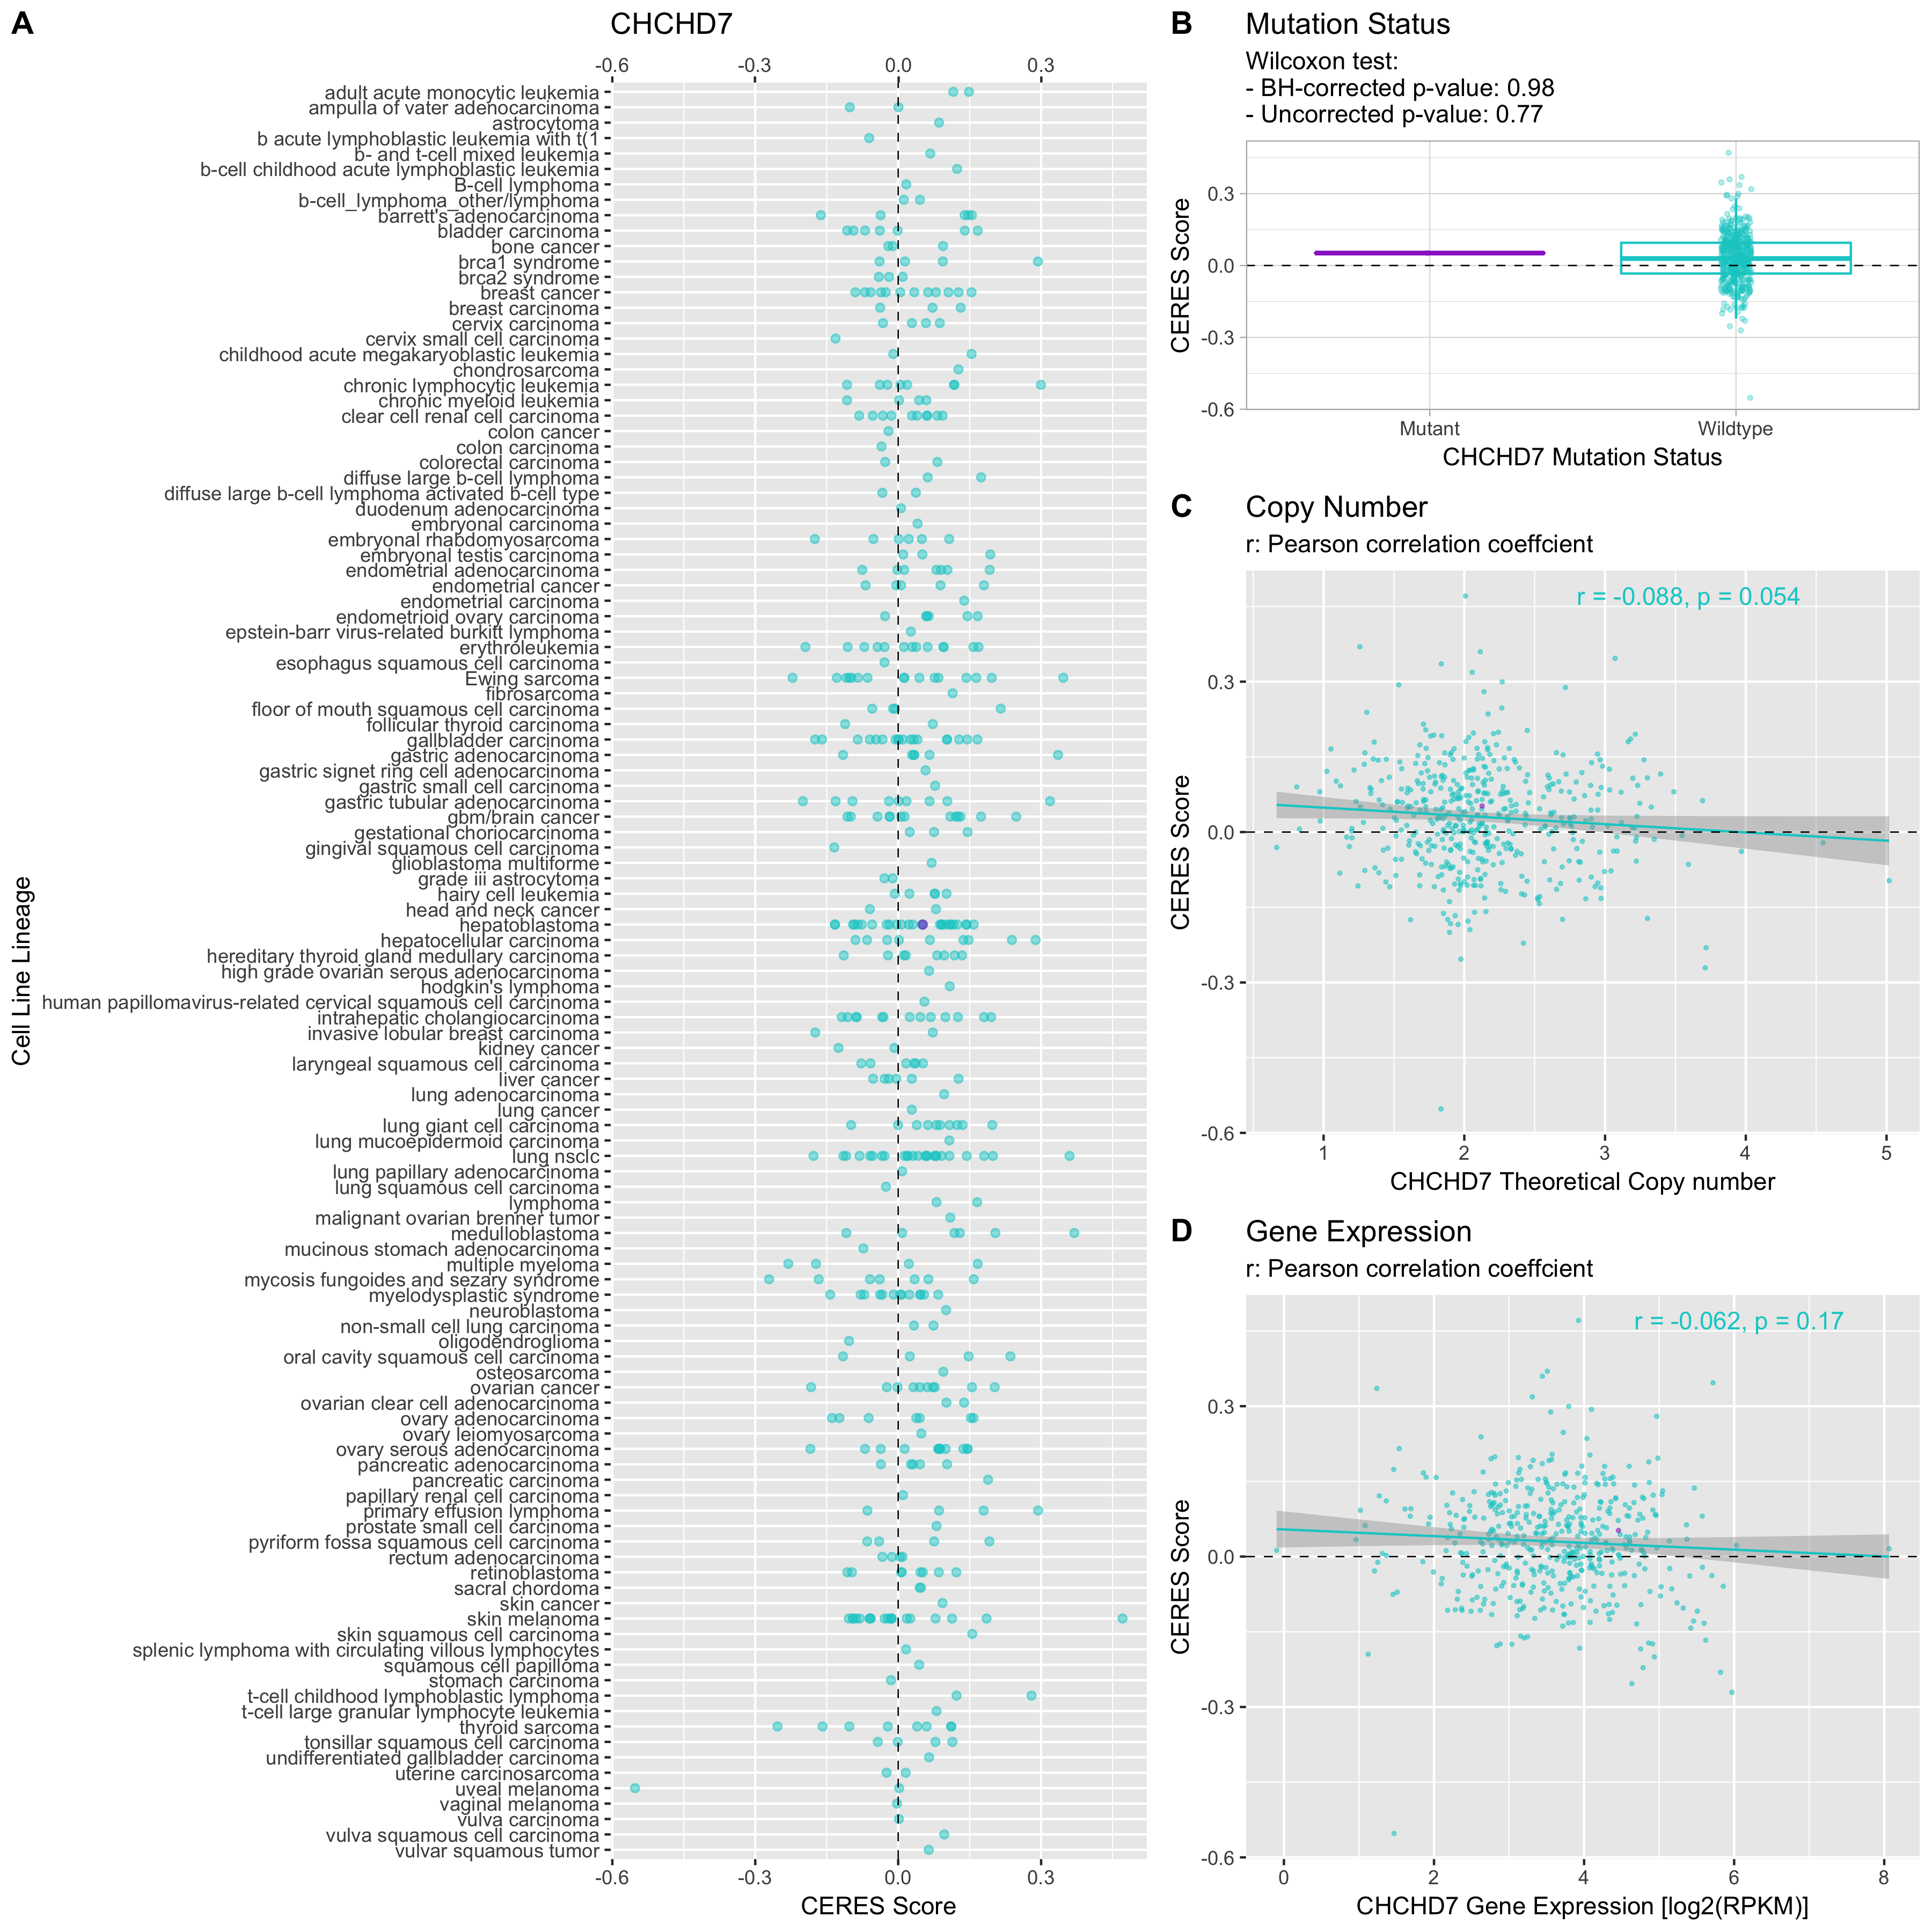 A
CHCHD7
-0.6 -0.3 0.0 0.3
adult acute monocytic leukemia
ampulla of vater adenocarcinoma
astrocytoma
b acute lymphoblastic leukemia with t(1
b- and t-cell mixed leukemia
b-cell childhood acute lymphoblastic leukemia
B-cell lymphoma
b-cell_lymphoma_other/lymphoma
barrett's adenocarcinoma
bladder carcinoma
bone cancer
brca1 syndrome
brca2 syndrome
breast cancer
breast carcinoma
cervix carcinoma
cervix small cell carcinoma
childhood acute megakaryoblastic leukemia
chondrosarcoma
chronic lymphocytic leukemia
chronic myeloid leukemia
clear cell renal cell carcinoma
colon cancer
colon carcinoma
colorectal carcinoma
diffuse large b-cell lymphoma
diffuse large b-cell lymphoma activated b-cell type
duodenum adenocarcinoma
embryonal carcinoma
embryonal rhabdomyosarcoma
embryonal testis carcinoma
endometrial adenocarcinoma
endometrial cancer
endometrial carcinoma
endometrioid ovary carcinoma
epstein-barr virus-related burkitt lymphoma
erythroleukemia
esophagus squamous cell carcinoma
Ewing sarcoma
fibrosarcoma
floor of mouth squamous cell carcinoma
follicular thyroid carcinoma
gallbladder carcinoma
gastric adenocarcinoma
gastric signet ring cell adenocarcinoma
gastric small cell carcinoma
gastric tubular adenocarcinoma
gbm/brain cancer
gestational choriocarcinoma
gingival squamous cell carcinoma
glioblastoma multiforme
grade iii astrocytoma
hairy cell leukemia
head and neck cancer
hepatoblastoma
hepatocellular carcinoma
hereditary thyroid gland medullary carcinoma
high grade ovarian serous adenocarcinoma
hodgkin's lymphoma
human papillomavirus-related cervical squamous cell carcinoma
intrahepatic cholangiocarcinoma
invasive lobular breast carcinoma
kidney cancer
laryngeal squamous cell carcinoma
liver cancer
lung adenocarcinoma
lung cancer
lung giant cell carcinoma
lung mucoepidermoid carcinoma
lung nsclc
lung papillary adenocarcinoma
lung squamous cell carcinoma
lymphoma
malignant ovarian brenner tumor
medulloblastoma
mucinous stomach adenocarcinoma
multiple myeloma
mycosis fungoides and sezary syndrome
myelodysplastic syndrome
neuroblastoma
non-small cell lung carcinoma
oligodendroglioma
oral cavity squamous cell carcinoma
osteosarcoma
ovarian cancer
ovarian clear cell adenocarcinoma
ovary adenocarcinoma
ovary leiomyosarcoma
ovary serous adenocarcinoma
pancreatic adenocarcinoma
pancreatic carcinoma
papillary renal cell carcinoma
primary effusion lymphoma
prostate small cell carcinoma
pyriform fossa squamous cell carcinoma
rectum adenocarcinoma
retinoblastoma
sacral chordoma
skin cancer
skin melanoma
skin squamous cell carcinoma
splenic lymphoma with circulating villous lymphocytes
squamous cell papilloma
stomach carcinoma
t-cell childhood lymphoblastic lymphoma
t-cell large granular lymphocyte leukemia
thyroid sarcoma
tonsillar squamous cell carcinoma
undifferentiated gallbladder carcinoma
uterine carcinosarcoma
uveal melanoma
vaginal melanoma
vulva carcinoma
vulva squamous cell carcinoma
vulvar squamous tumor
-0.6 -0.3 0.0 0.3
CERES Score
Cell Line Lineage
B
Mutation Status
Wilcoxon test:
- BH-corrected p-value: 0.98
- Uncorrected p-value: 0.77
0.3
0.0
-0.3
-0.6
CERES Score
Mutant Wildtype
CHCHD7 Mutation Status
C
Copy Number
r: Pearson correlation coeffcient
r = -0.088, p = 0.054
0.3
0.0
-0.3
-0.6
CERES Score
1 2 3 4 5
CHCHD7 Theoretical Copy number
D
Gene Expression
r: Pearson correlation coeffcient
r = -0.062, p = 0.17
0.3
0.0
-0.3
-0.6
CERES Score
0 2 4 6 8
CHCHD7 Gene Expression [log2(RPKM)]